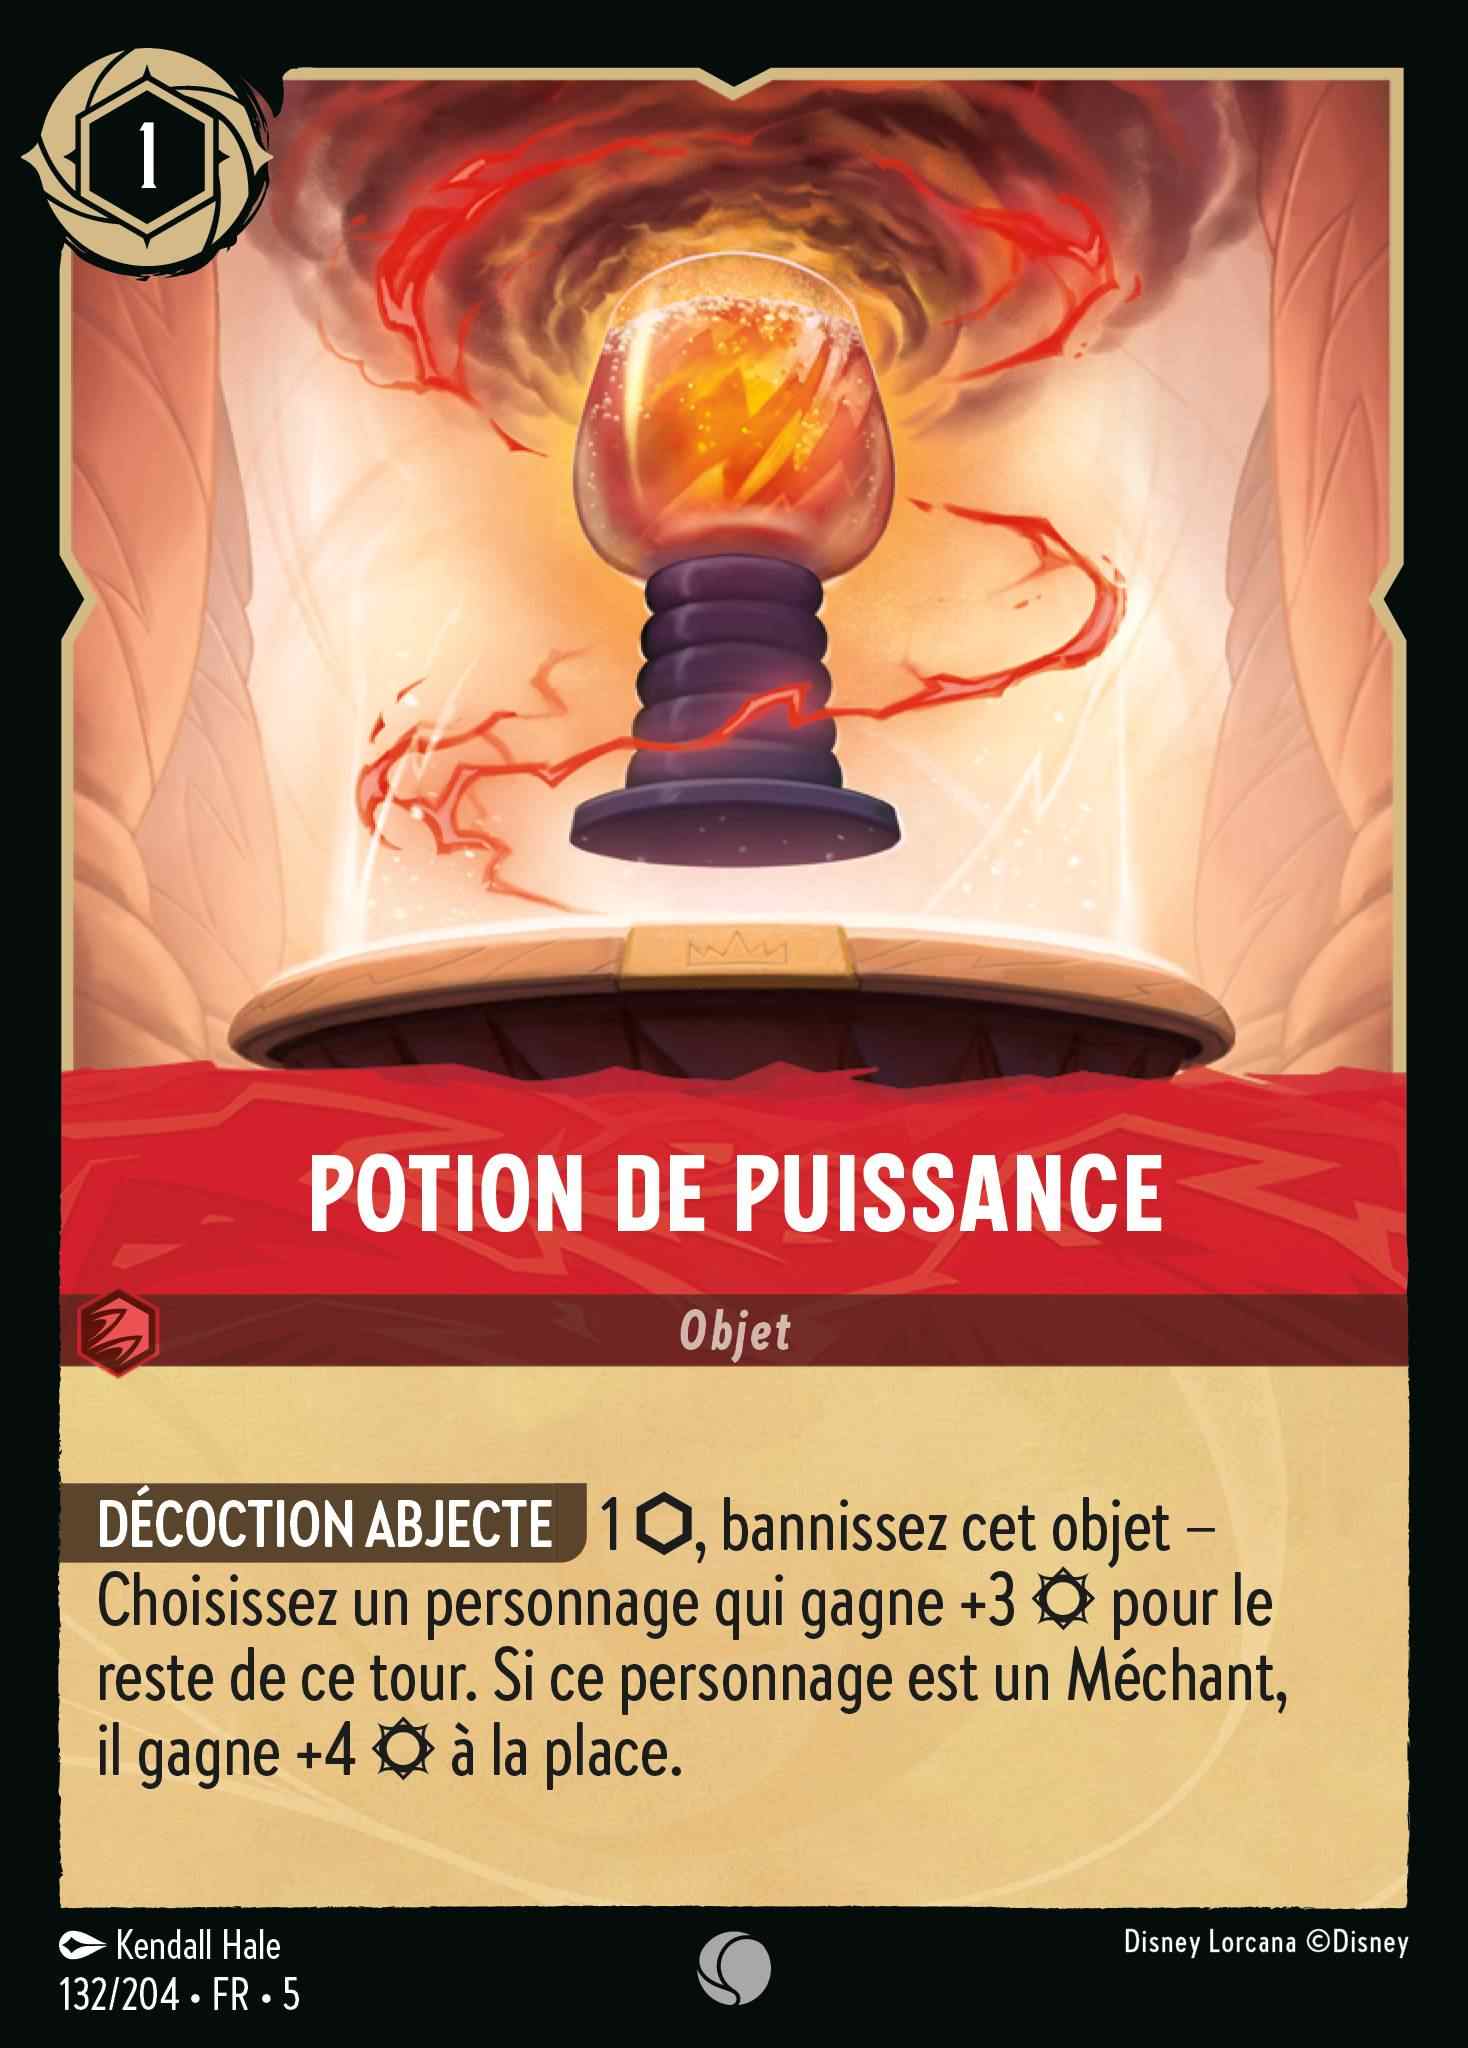 1
POTION DE PUISSANCE
Objet
DÉCOCTION ABJECTE 1 ⬡, bannissez cet objet –
Choisissez un personnage qui gagne +3 ¤ pour le
reste de ce tour. Si ce personnage est un Méchant,
il gagne +4 ¤ à la place.
Kendall Hale
Disney Lorcana ©Disney
132/204 • FR • 5